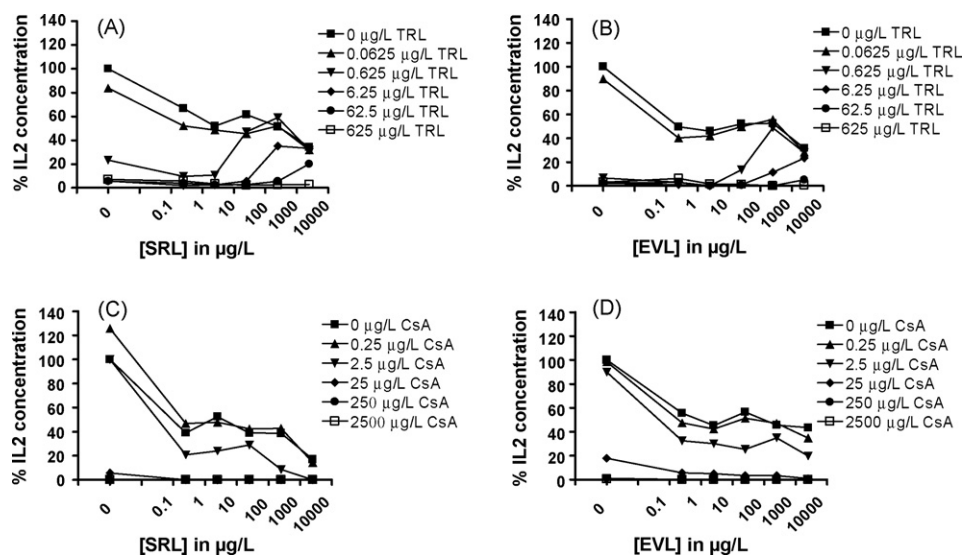 (A)
% IL2 concentration
140
120
100
80
60
40
20
0
0
0.1
1
10
100
1000
10000
[SRL] in µg/L
0 µg/L TRL
0.0625 µg/L TRL
0.625 µg/L TRL
6.25 µg/L TRL
62.5 µg/L TRL
625 µg/L TRL
(B)
% IL2 concentration
140
120
100
80
60
40
20
0
0
0.1
1
10
100
1000
10000
[EVL] in µg/L
0 µg/L TRL
0.0625 µg/L TRL
0.625 µg/L TRL
6.25 µg/L TRL
62.5 µg/L TRL
625 µg/L TRL
(C)
% IL2 concentration
140
120
100
80
60
40
20
0
0
0.1
1
10
100
1000
10000
[SRL] in µg/L
0 µg/L CsA
0.25 µg/L CsA
2.5 µg/L CsA
25 µg/L CsA
250 µg/L CsA
2500 µg/L CsA
(D)
% IL2 concentration
140
120
100
80
60
40
20
0
0
0.1
1
10
100
1000
10000
[EVL] in µg/L
0 µg/L CsA
0.25 µg/L CsA
2.5 µg/L CsA
25 µg/L CsA
250 µg/L CsA
2500 µg/L CsA